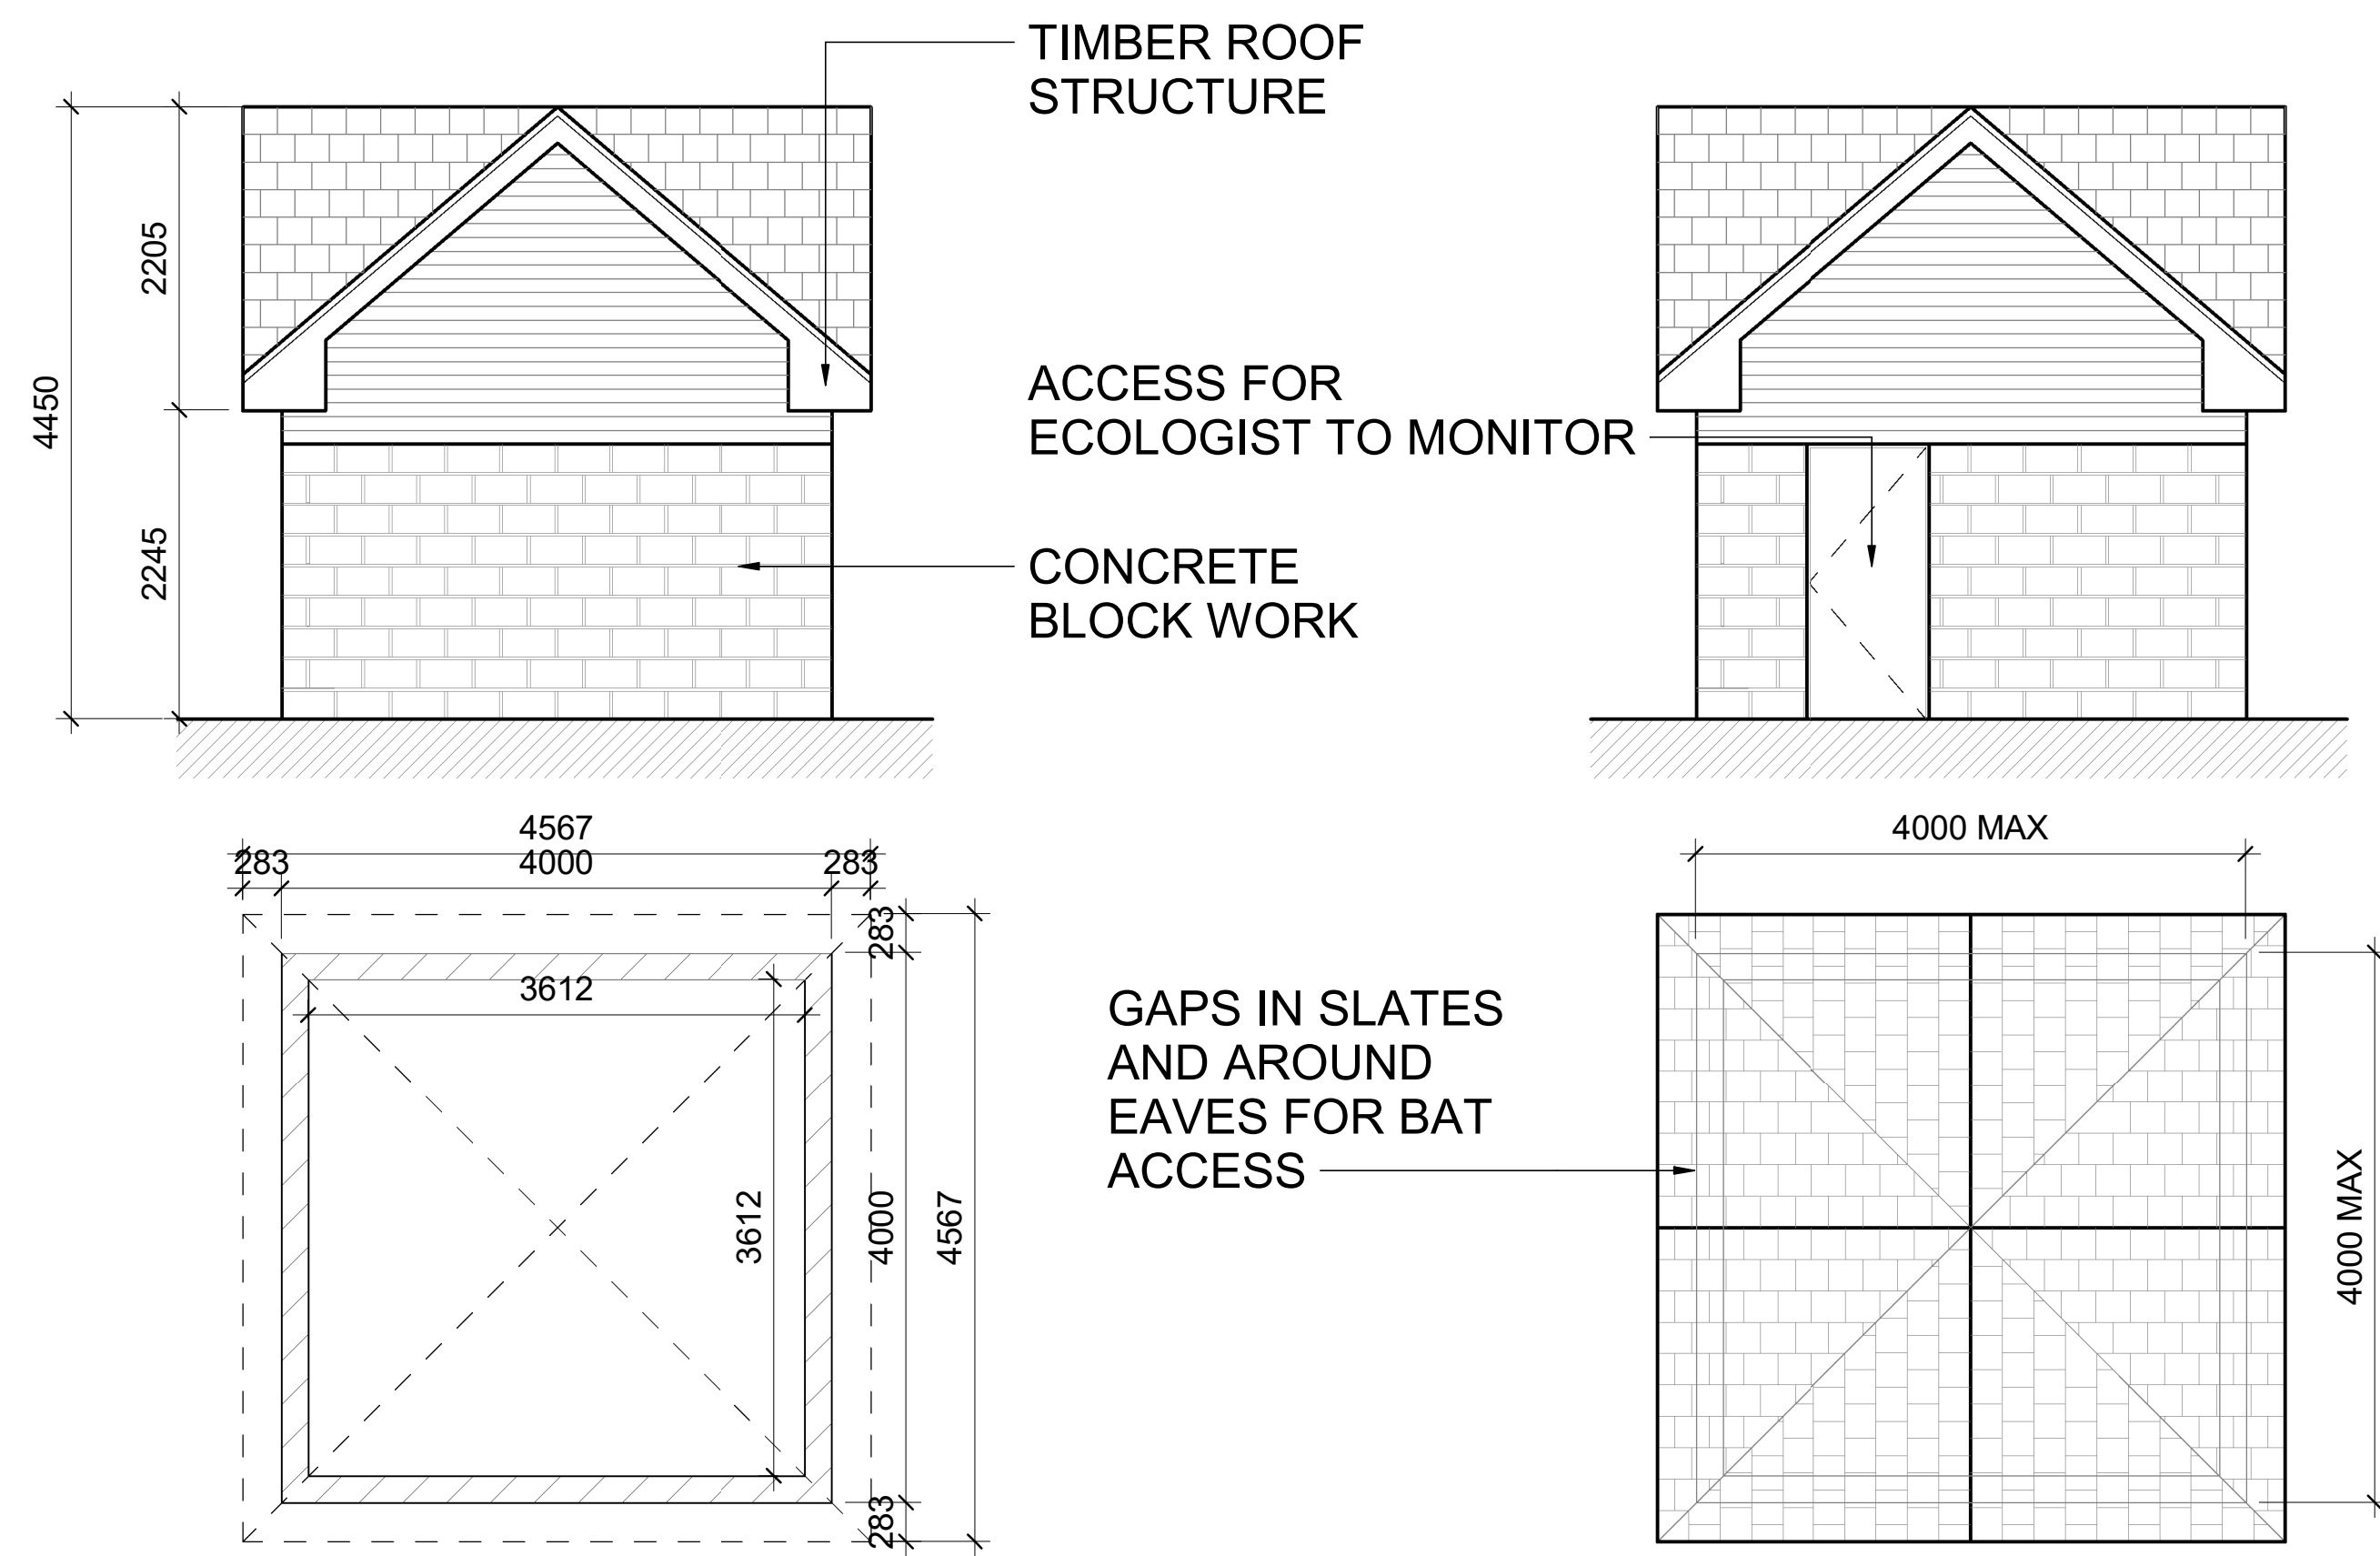 TIMBER ROOF
STRUCTURE
2205
4450
ACCESS FOR
ECOLOGIST TO MONITOR
2245
CONCRETE
BLOCK WORK
4567
283 4000 283
283
3612
3612
4000
4567
283
4000 MAX
GAPS IN SLATES
AND AROUND
EAVES FOR BAT
ACCESS
4000 MAX